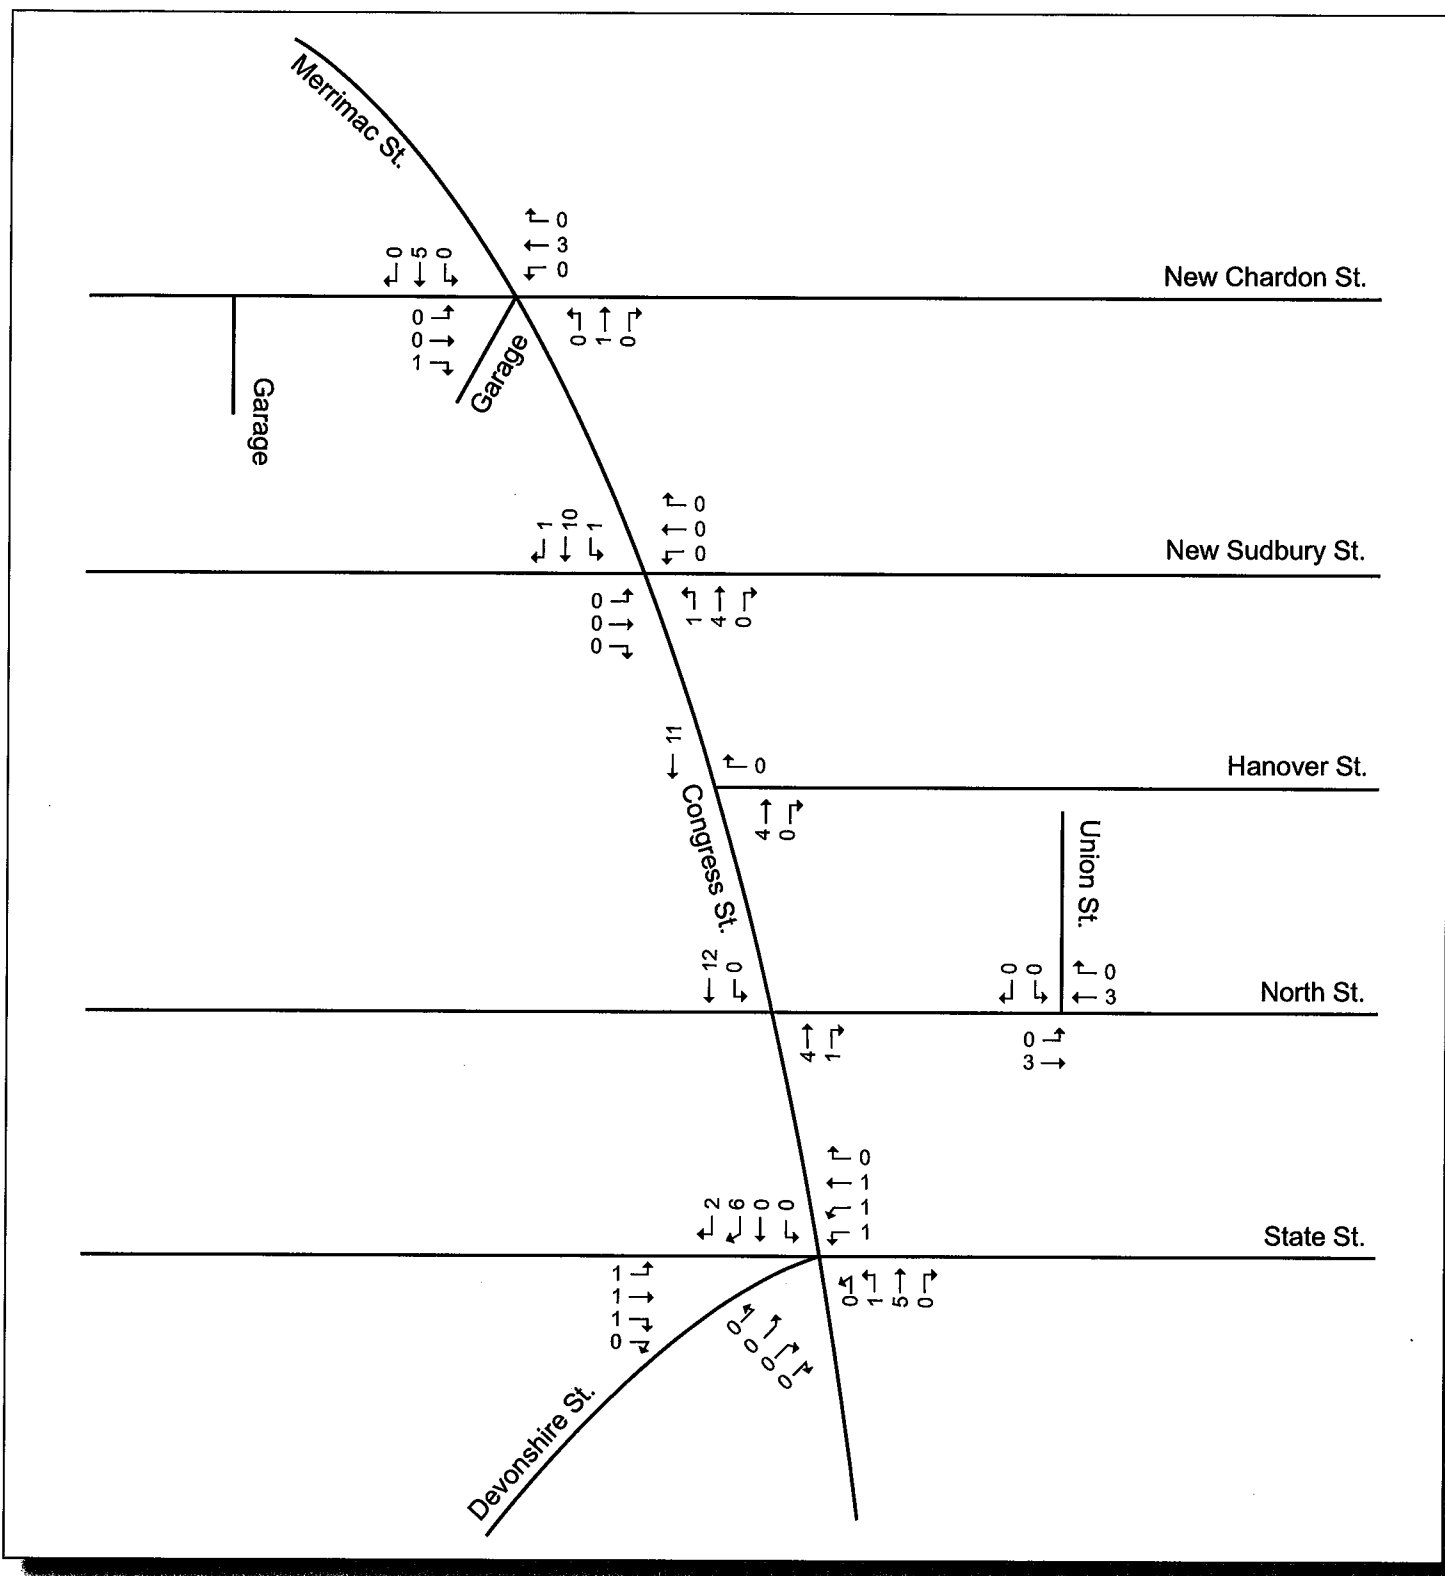 Merrimac St.
0
3
0
0 5 0
New Chardon St.
0
0
1
0 1 0
Garage
Garage
0
0
0
1 10 1
New Sudbury St.
0
0
0
1 4 0
11
0
Hanover St.
4 0
Congress St.
Union St.
12 0
0 0
0
3
North St.
4 1
0
3
0
1
1
1
2 6 0 0
State St.
1
1
1
0
0 1 5 0
0 0 0 0
Devonshire St.